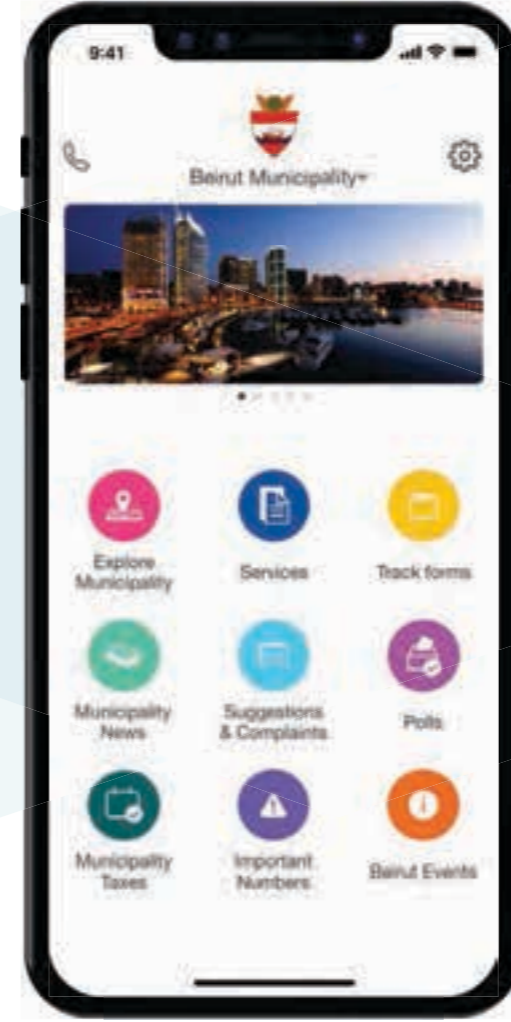 9:41
Beirut Municipality
Explore
Municipality
Services
Track forms
Municipality
News
Suggestions
& Complaints
Polls
Municipality
Taxes
Important
Numbers
Beirut Events